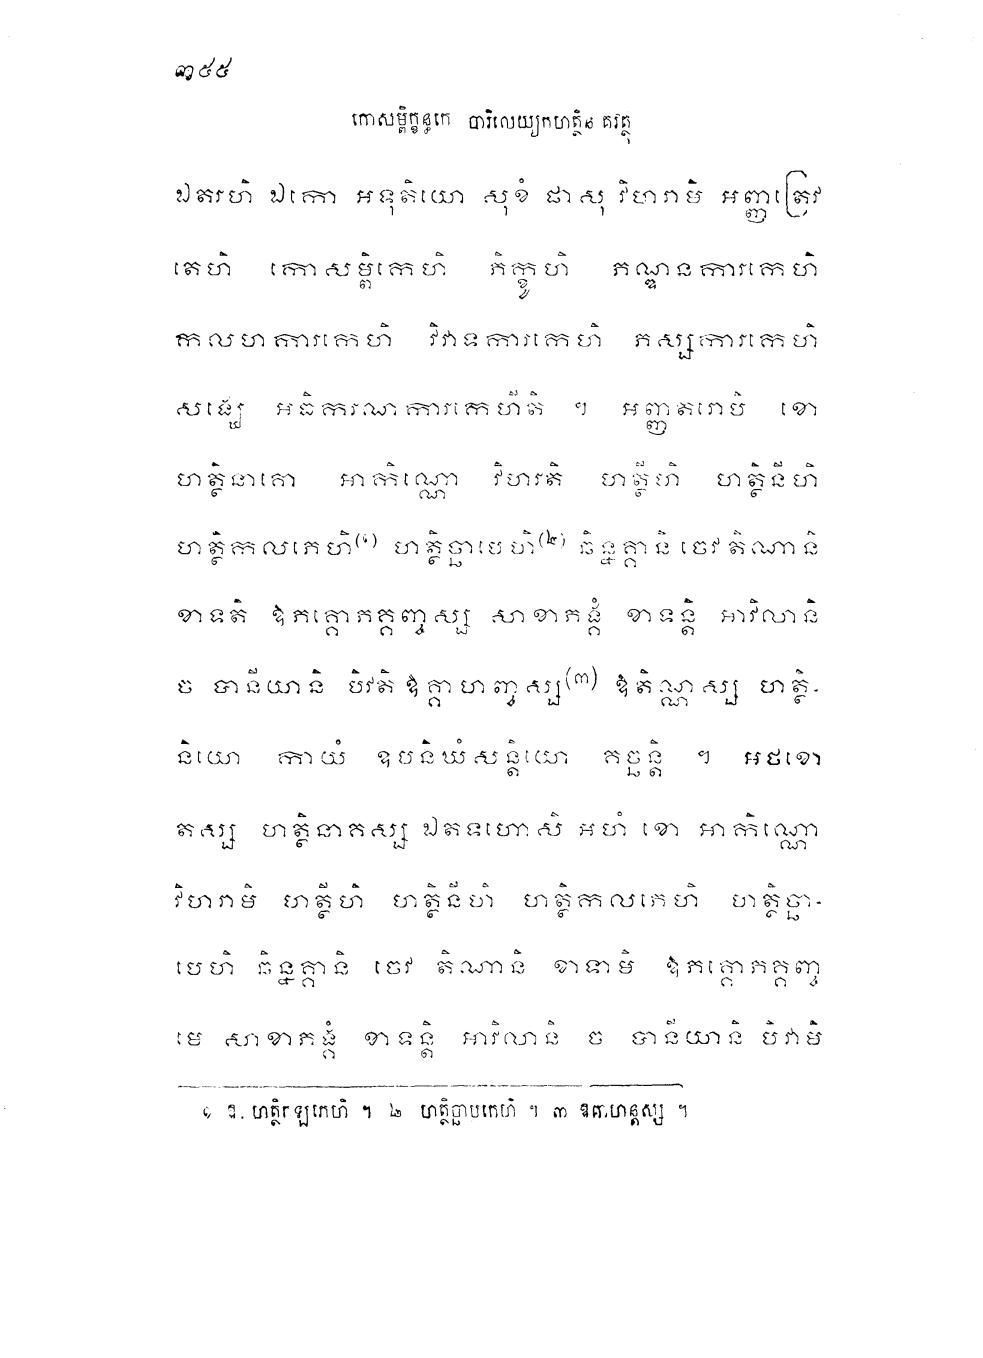 ៣៥៥
កោសម្ពិក្ខន្ធកេ បារិលេយ្យកហត្ថិនាគវត្ថុ
ឯតរហិ ឯកោ អទុតិយោ សុខំ ផាសុ វិហរាមិ អញ្ញត្រេវ
តេហិ កោសម្ពិកេហិ ភិក្ខូហិ ភណ្ឌនការកេហិ
កលហការកេហិ វិវាទការកេហិ ភស្សការកេហិ
សង្ឃេ អធិករណការកេហីតិ ។ អញ្ញតរោបិ ខោ
ហត្ថិនាគោ អាកិណ្ណោ វិហរតិ ហត្ថីហិ ហត្ថិនីហិ
ហត្ថិកលភេហិ(១) ហត្ថិច្ឆាបេហិ(២) ឆិន្នគ្គានិ ចេវ តិណានិ
ខាទតិ ឱភគ្គោភគ្គញ្ចស្ស សាខាភង្គំ ខាទន្តិ អាវិលានិ
ច បានីយានិ បិវតិ ឱគ្គាហញ្ចស្ស(៣) ឱតិណ្ណស្ស ហត្ថិ-
និយោ កាយំ ឧបនិឃំសន្តិយោ គច្ឆន្តិ ។ អថខោ
តស្ស ហត្ថិនាគស្ស ឯតទហោសិ អហំ ខោ អាកិណ្ណោ
វិហរាមិ ហត្ថីហិ ហត្ថិនីហិ ហត្ថិកលភេហិ ហត្ថិច្ឆា-
បេហិ ឆិន្នគ្គានិ ចេវ តិណានិ ខាទាមិ ឱភគ្គោភគ្គញ្ច
មេ សាខាភង្គំ ខាទន្តិ អាវិលានិ ច បានីយានិ បិវាមិ
១ ឱ. ហត្ថិកឡភេហិ ។ ២ ហត្ថិច្ឆាបកេហិ ។ ៣ ឱគាហន្តស្ស ។